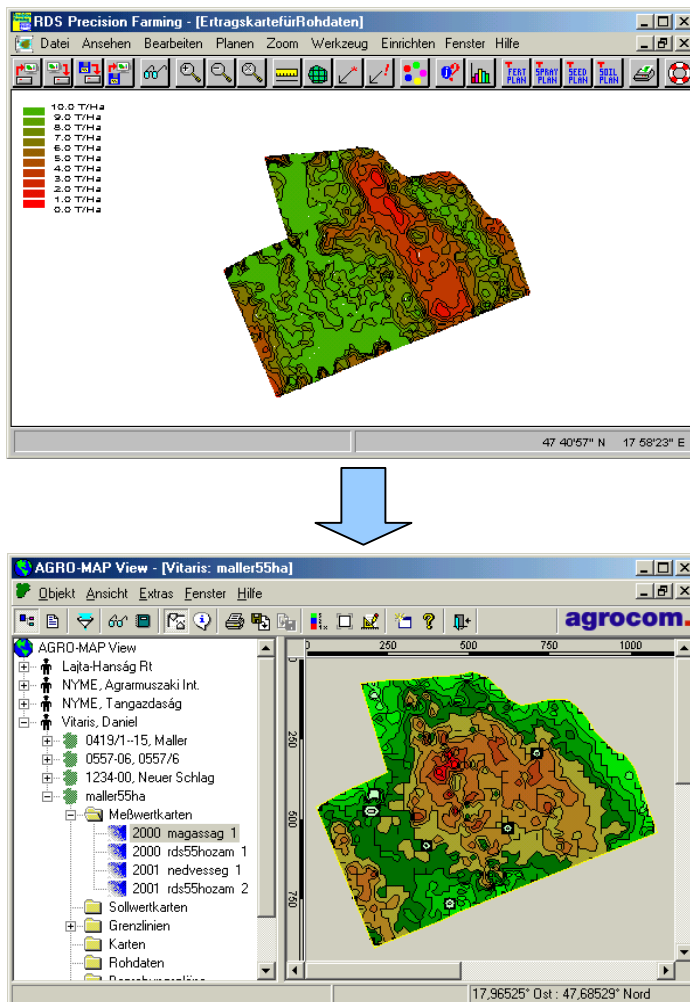 RDS Precision Farming - [ErtragskartefürRohdaten]
Datei Ansehen Bearbeiten Planen Zoom Werkzeug Einrichten Fenster Hilfe
FERT PLAN SPRAY PLAN SEED PLAN SOIL PLAN
10.0 T/Ha
9.0 T/Ha
8.0 T/Ha
7.0 T/Ha
6.0 T/Ha
5.0 T/Ha
4.0 T/Ha
3.0 T/Ha
2.0 T/Ha
1.0 T/Ha
0.0 T/Ha
47 40'57" N 17 58'23" E
AGRO-MAP View - [Vitaris: maller55ha]
Objekt Ansicht Extras Fenster Hilfe
agrocom.
AGRO-MAP View
Lajta-Hanság Rt
NYME, Agrarmuszaki Int.
NYME, Tangazdaság
Vitaris, Daniel
0419/1--15, Maller
0557-06, 0557/6
1234-00, Neuer Schlag
maller55ha
Meßwertkarten
2000 magassag 1
2000 rds55hozam 1
2001 nedvesseg 1
2001 rds55hozam 2
Sollwertkarten
Grenzlinien
Karten
Rohdaten
0 250 500 750 1000
0
250
500
750
17,96525° Ost : 47,68529° Nord